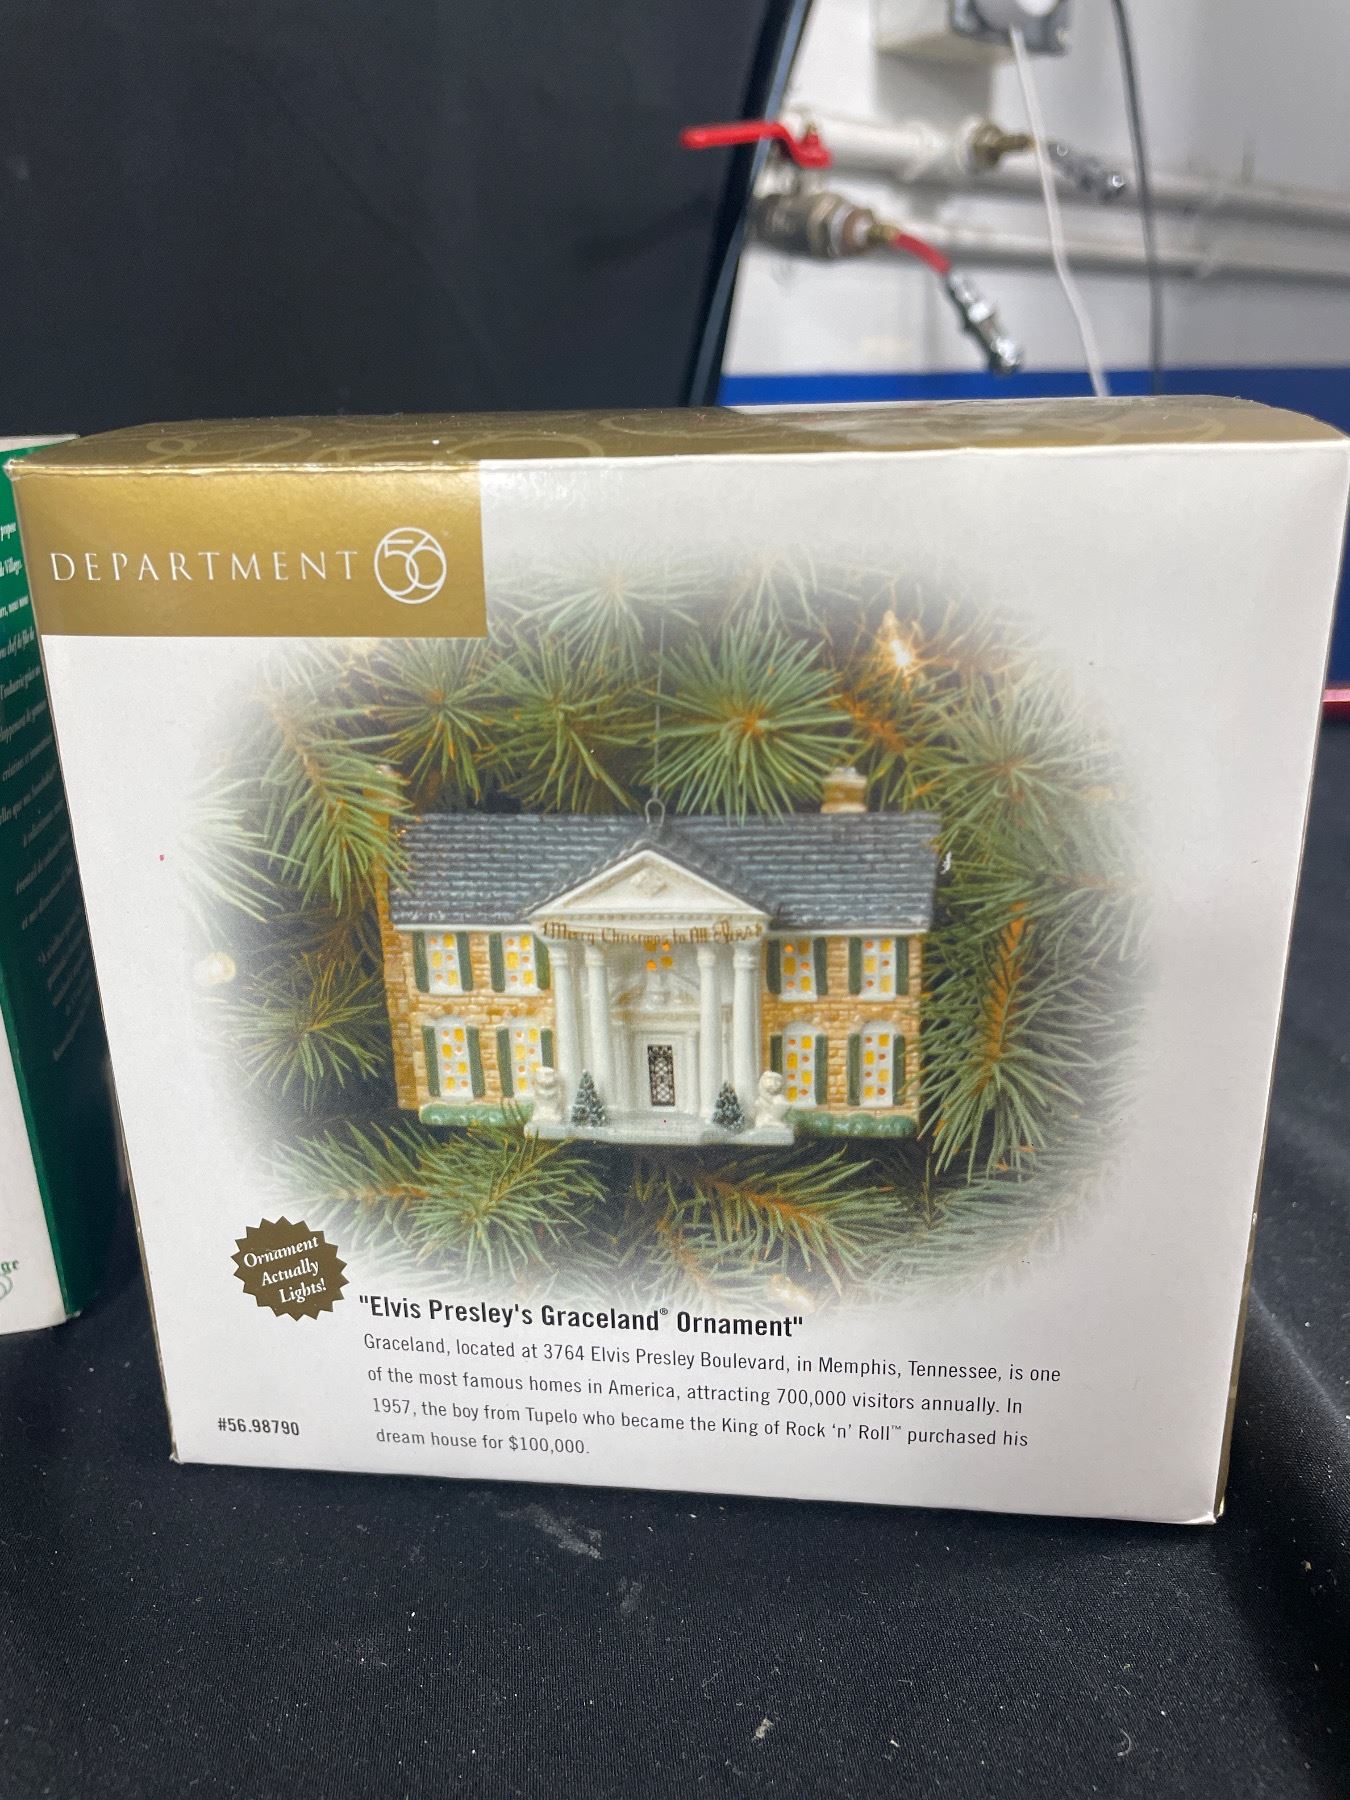 DEPARTMENT 56
Merry Christmas to All Elvis
Ornament
Actually
Lights!
"Elvis Presley's Graceland® Ornament"
Graceland, located at 3764 Elvis Presley Boulevard, in Memphis, Tennessee, is one
of the most famous homes in America, attracting 700,000 visitors annually. In
1957, the boy from Tupelo who became the King of Rock 'n' Roll™ purchased his
dream house for $100,000.
#56.98790